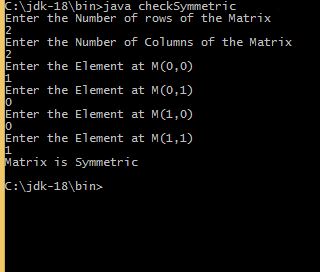 C:\jdk-18\bin>java checkSymmetric
Enter the Number of rows of the Matrix
2
Enter the Number of Columns of the Matrix
2
Enter the Element at M(0,0)
1
Enter the Element at M(0,1)
0
Enter the Element at M(1,0)
0
Enter the Element at M(1,1)
1
Matrix is Symmetric
C:\jdk-18\bin>